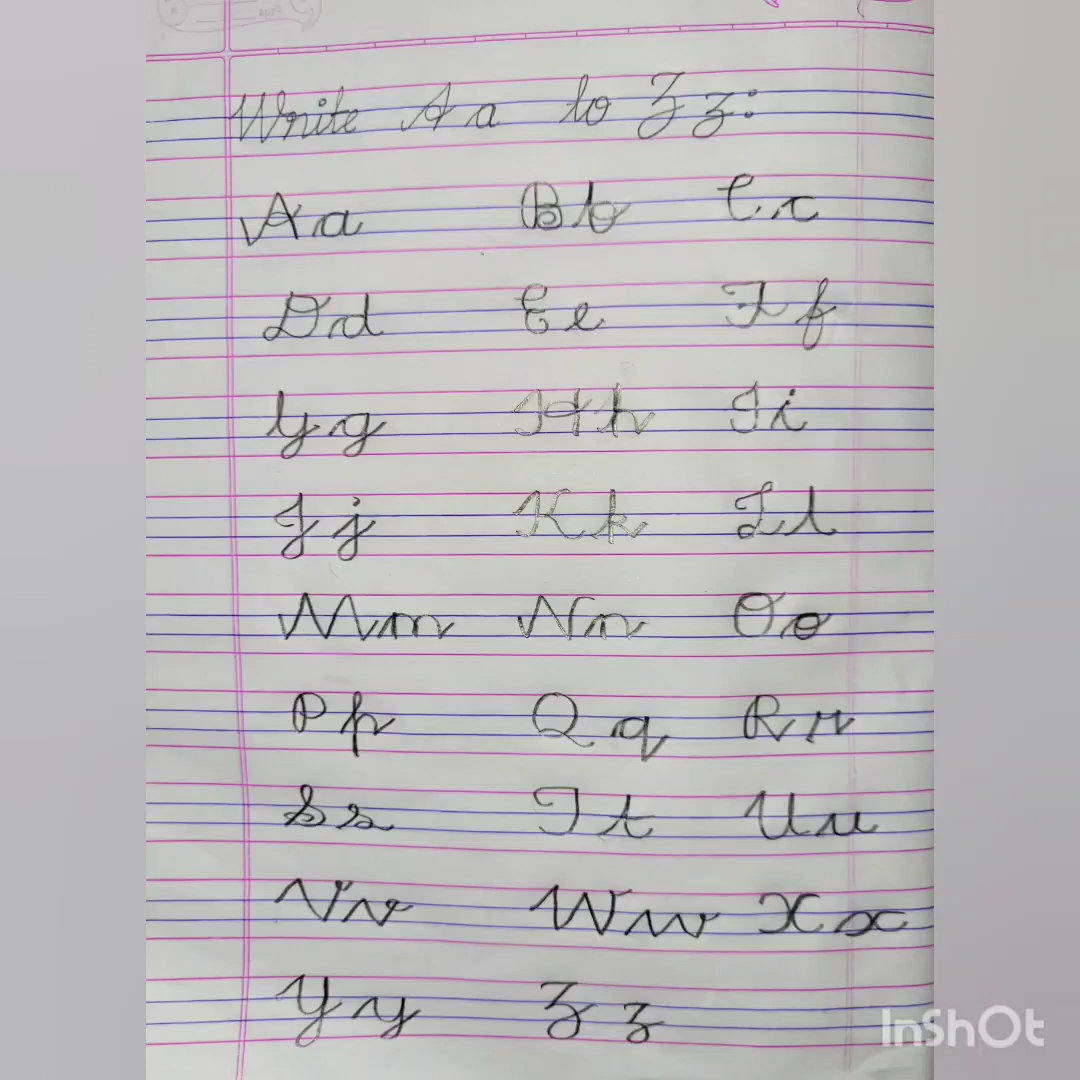 Write Aa to Zz:
Aa Bb Cc
Dd Ee Ff
Gg Hh Ii
Jj Kk Ll
Mm Nn Oo
Pp Qq Rr
Ss Tt Uu
Vv Ww Xx
Yy Zz
InShOt